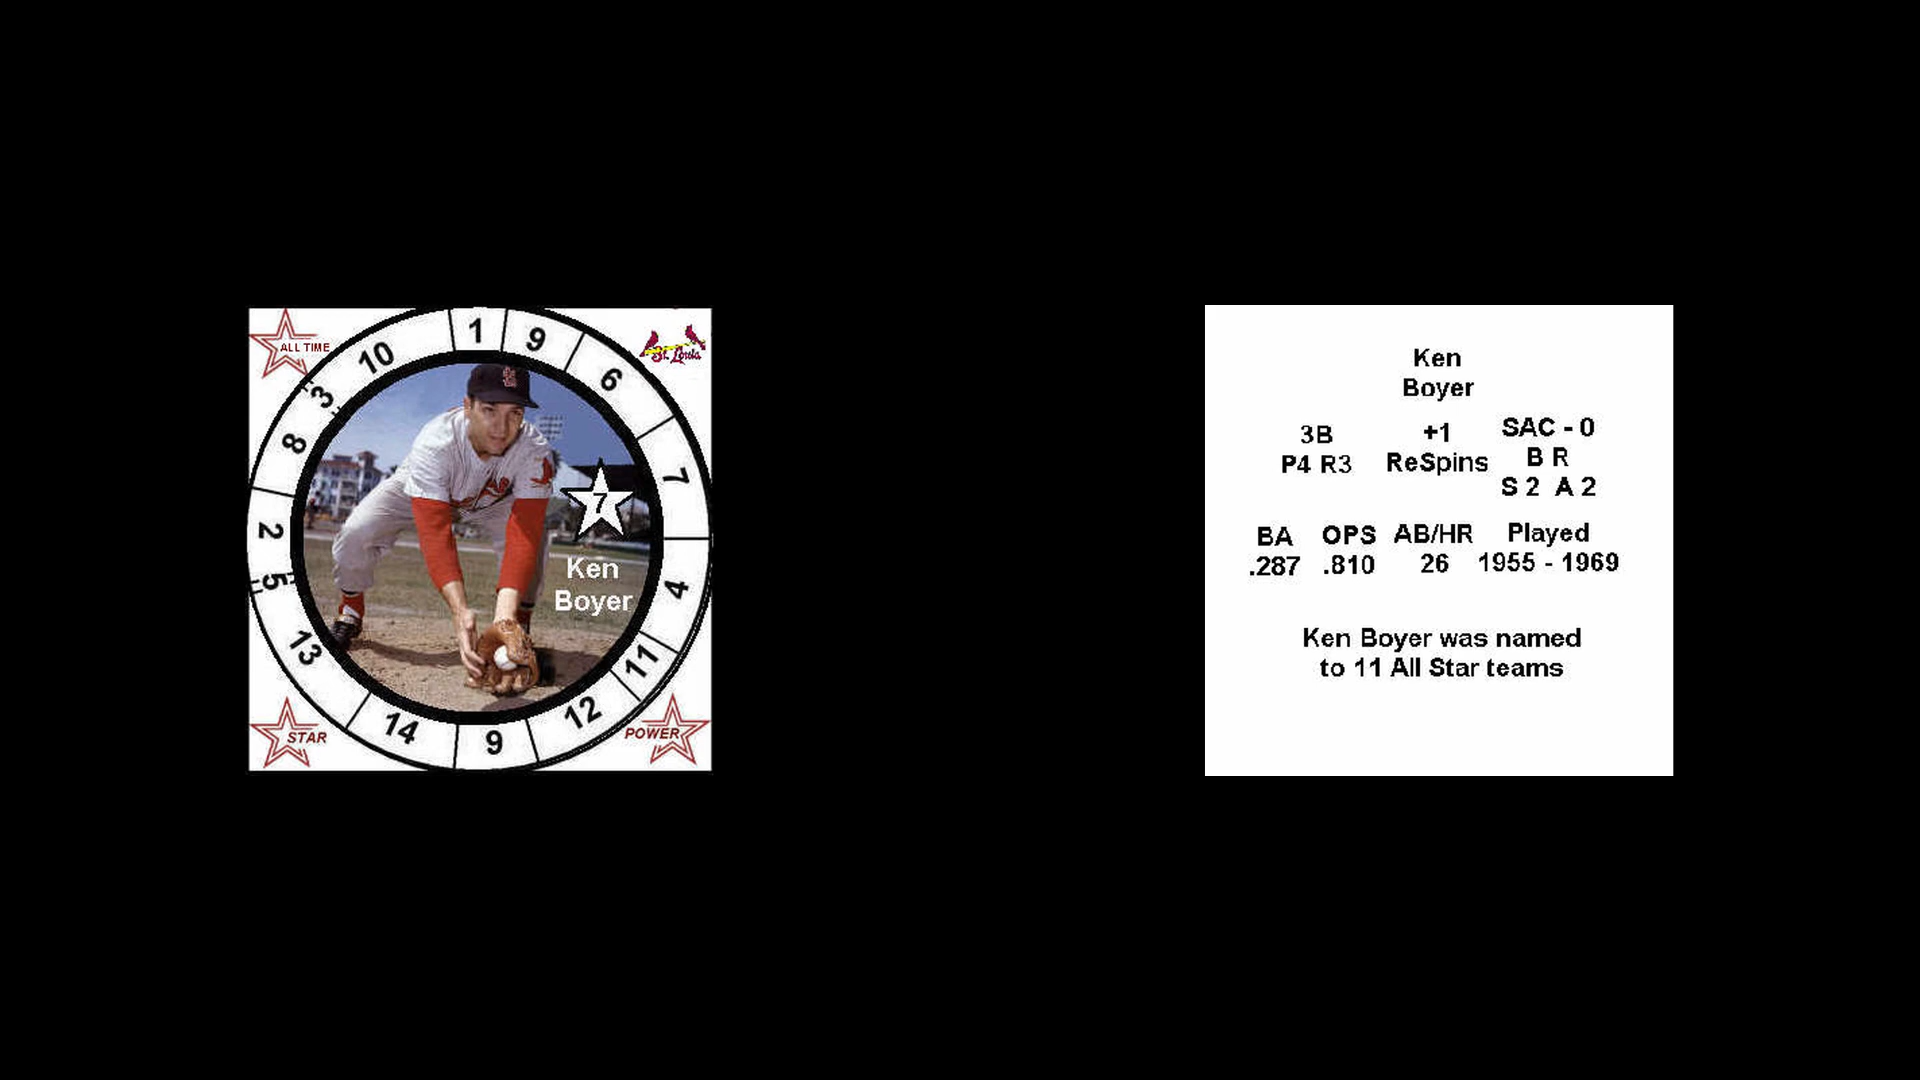 ALL TIME
St. Louis
1
9
6
7
4
11
12
9
14
13
5
2
8
3
10
7
Ken
Boyer
STAR
POWER
Ken
Boyer
3B
P4 R3
+1
ReSpins
SAC - 0
B R
S 2 A 2
BA OPS AB/HR Played
.287 .810 26 1955 - 1969
Ken Boyer was named
to 11 All Star teams